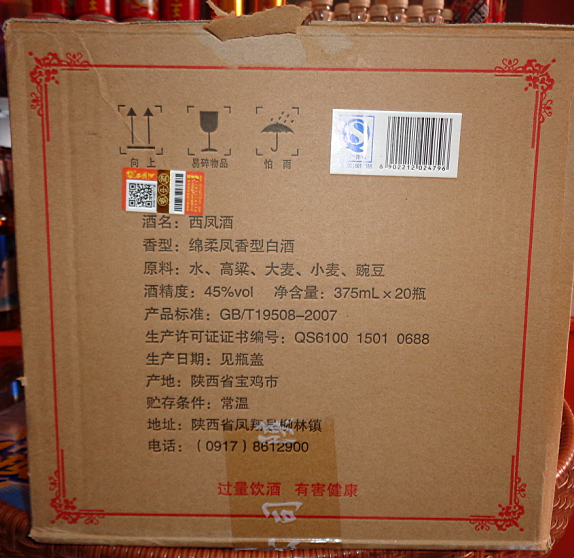 向上 易碎物品 怕雨
6 902212 024796
酒名：西凤酒
香型：绵柔凤香型白酒
原料：水、高粱、大麦、小麦、豌豆
酒精度：45%vol 净含量：375mL×20瓶
产品标准：GB/T19508-2007
生产许可证证书编号：QS6100 1501 0688
生产日期：见瓶盖
产地：陕西省宝鸡市
贮存条件：常温
地址：陕西省凤翔县柳林镇
电话：（0917）8612900
过量饮酒 有害健康